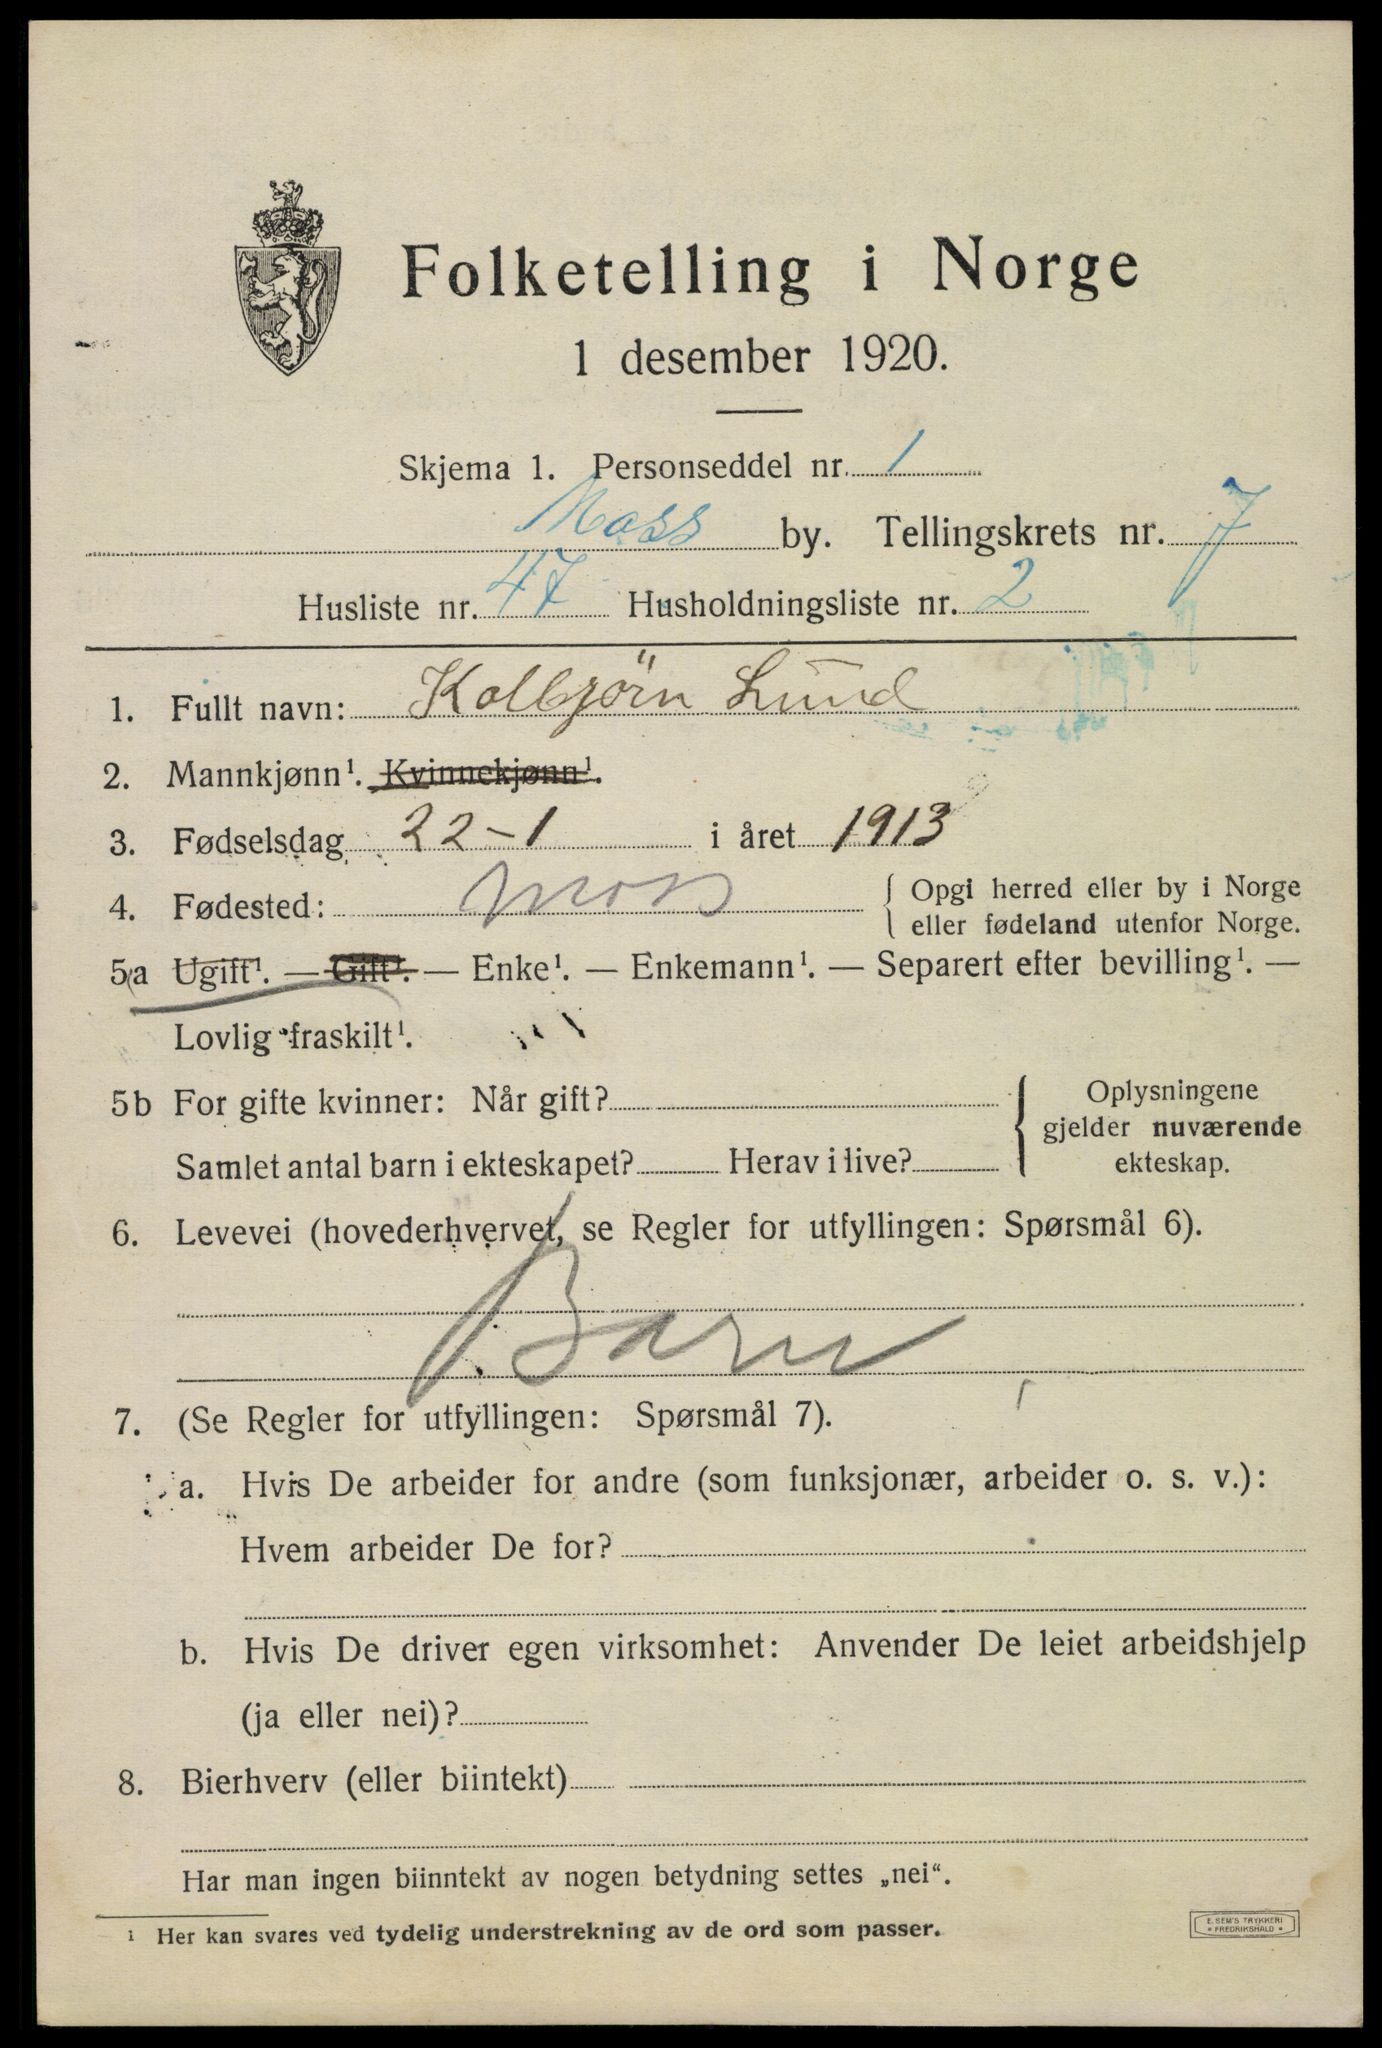 Folketelling i Norge
1 desember 1920.
Skjema 1. Personseddel nr. 1
Moss by. Tellingskrets nr. 7
Husliste nr. 47 Husholdningsliste nr. 2
1. Fullt navn: Kolbjörn Lund
2. Mannkjønn¹. Kvinnekjønn¹.
3. Fødselsdag 22-1 i året 1913
4. Fødested: Moss { Opgi herred eller by i Norge
eller fødeland utenfor Norge.
5a Ugift¹. — Gift¹. — Enke¹. — Enkemann¹. — Separert efter bevilling¹. —
Lovlig fraskilt¹.
5b For gifte kvinner: Når gift? { Oplysningene
gjelder nuværende
Samlet antal barn i ekteskapet? Herav i live? ekteskap.
6. Levevei (hovederhvervet, se Regler for utfyllingen: Spørsmål 6).
Barn
7. (Se Regler for utfyllingen: Spørsmål 7).
a. Hvis De arbeider for andre (som funksjonær, arbeider o. s. v.):
Hvem arbeider De for?
b. Hvis De driver egen virksomhet: Anvender De leiet arbeidshjelp
(ja eller nei)?
8. Bierhverv (eller biintekt)
Har man ingen biinntekt av nogen betydning settes „nei“.
¹ Her kan svares ved tydelig understrekning av de ord som passer.
E. SEM'S TRYKKERI
• FREDRIKSHALD •